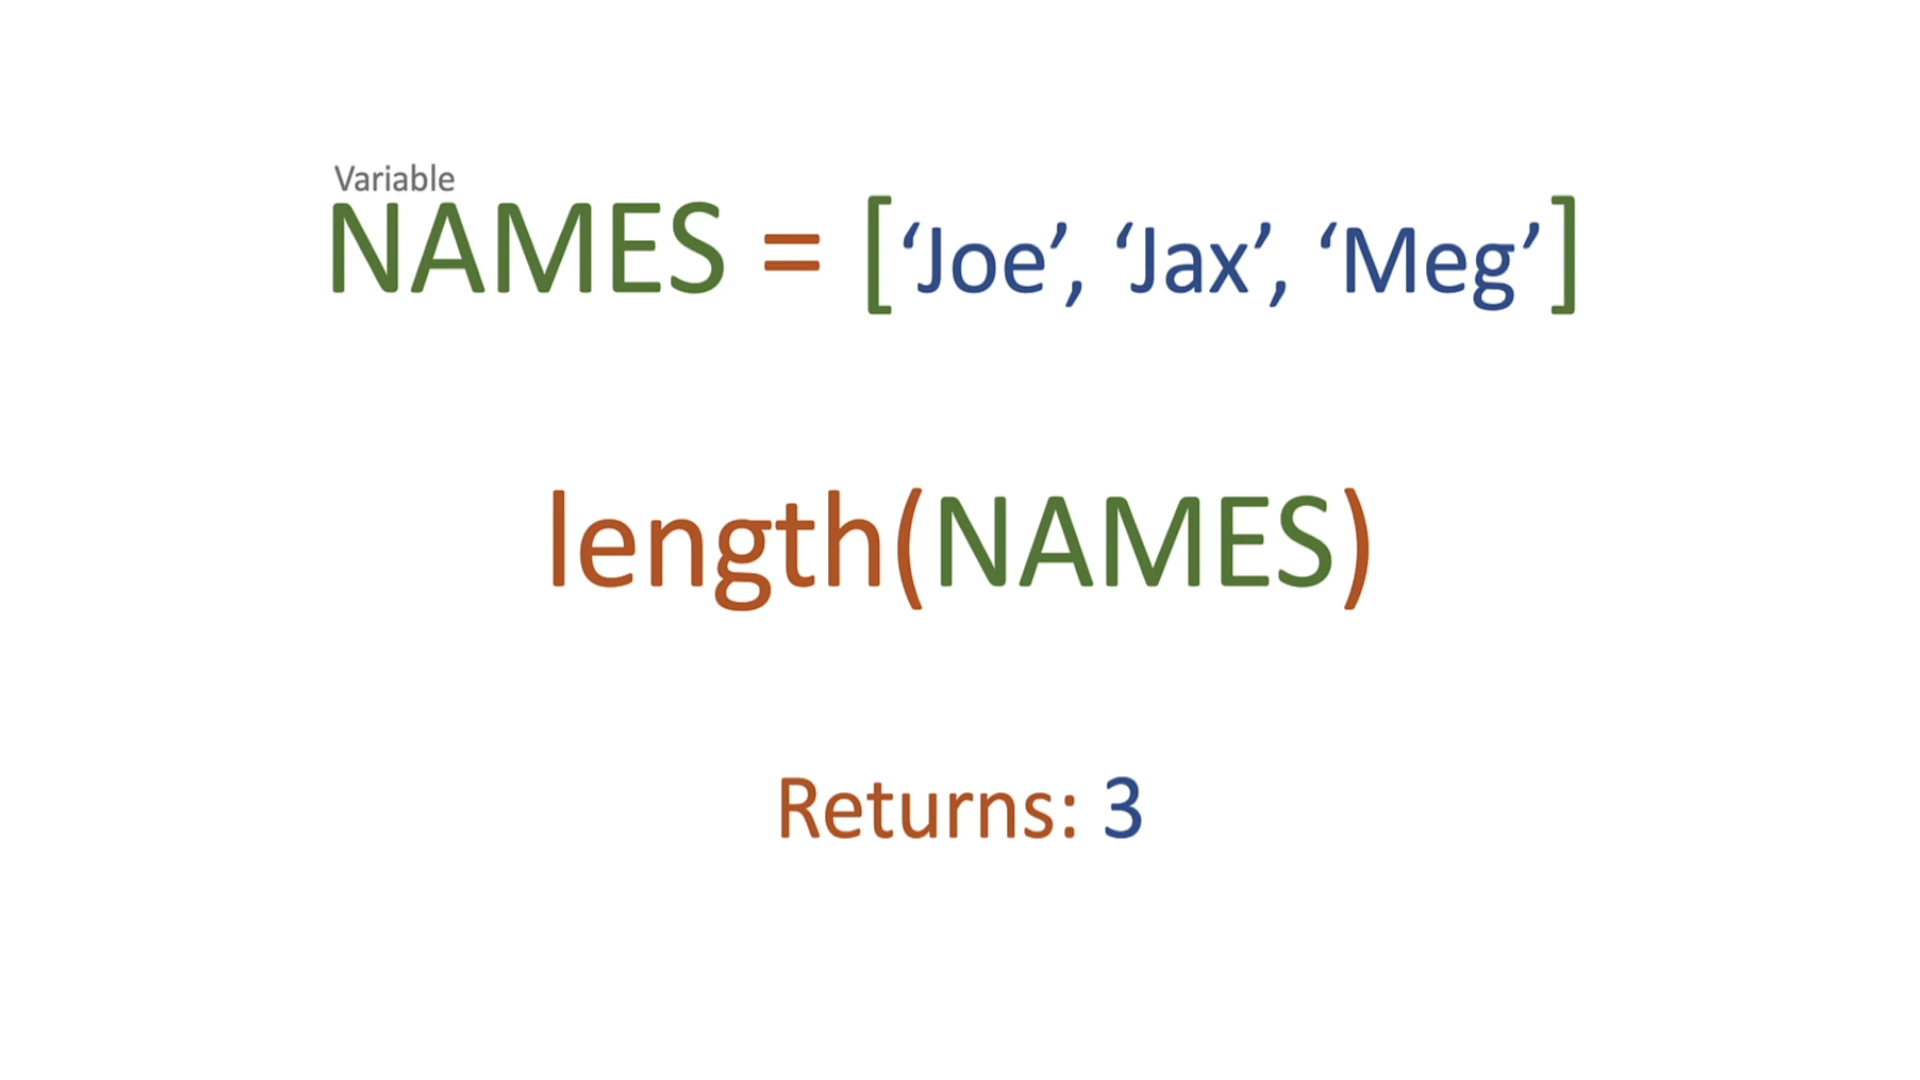 Variable
NAMES = [‘Joe’, ‘Jax’, ‘Meg’]
length(NAMES)
Returns: 3